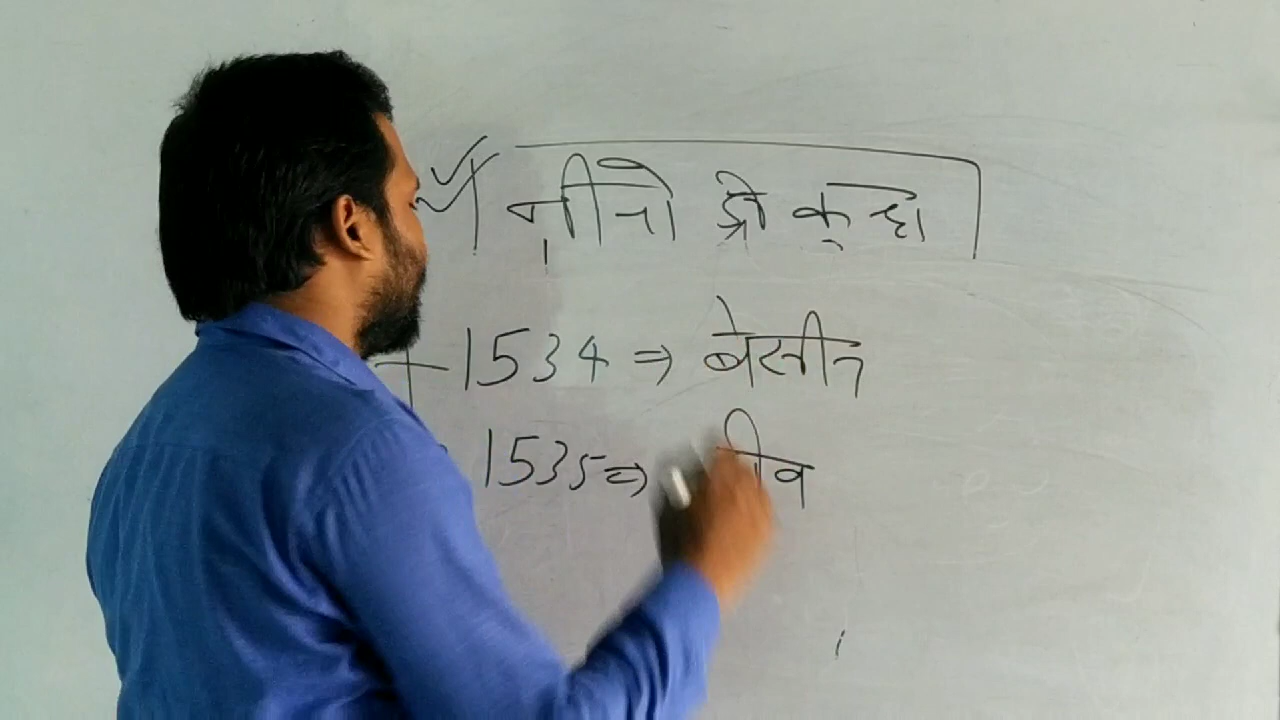 नीनो डी कुन्हा
1534 ⇒ बेसीन
1535 ⇒ दीव